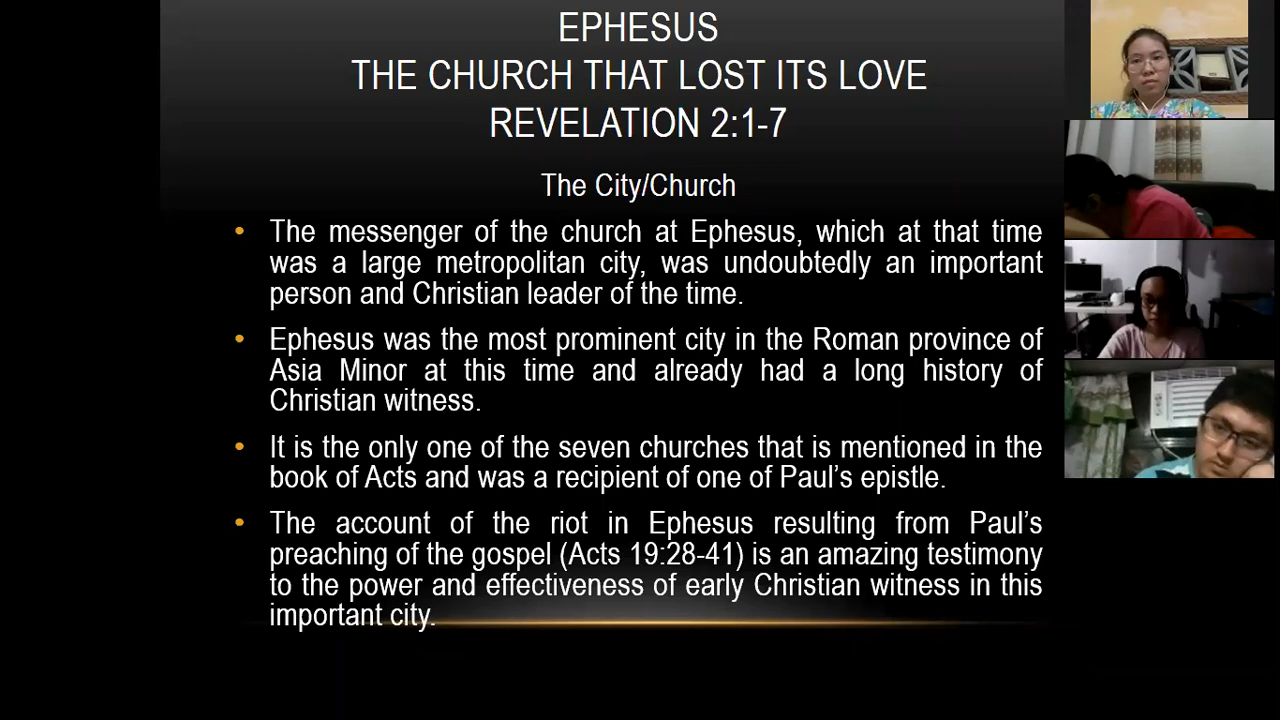 EPHESUS
THE CHURCH THAT LOST ITS LOVE
REVELATION 2:1-7
The City/Church
• The messenger of the church at Ephesus, which at that time
was a large metropolitan city, was undoubtedly an important
person and Christian leader of the time.
• Ephesus was the most prominent city in the Roman province of
Asia Minor at this time and already had a long history of
Christian witness.
• It is the only one of the seven churches that is mentioned in the
book of Acts and was a recipient of one of Paul’s epistle.
• The account of the riot in Ephesus resulting from Paul’s
preaching of the gospel (Acts 19:28-41) is an amazing testimony
to the power and effectiveness of early Christian witness in this
important city.